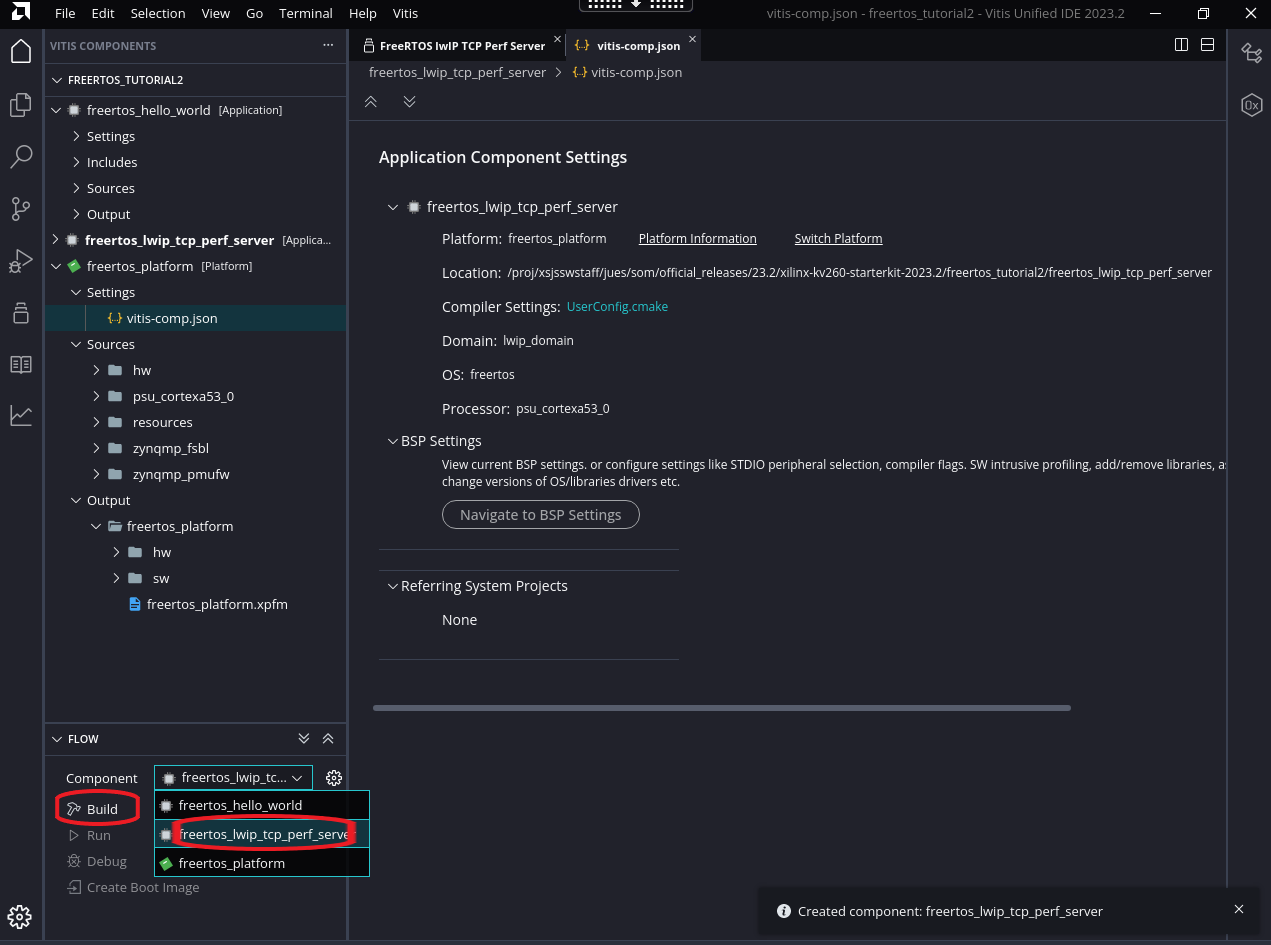 File Edit Selection View Go Terminal Help Vitis
vitis-comp.json - freertos_tutorial2 - Vitis Unified IDE 2023.2
VITIS COMPONENTS
FREERTOS_TUTORIAL2
freertos_hello_world [Application]
Settings
Includes
Sources
Output
freertos_lwip_tcp_perf_server [Applica...
freertos_platform [Platform]
Settings
{..} vitis-comp.json
Sources
hw
psu_cortexa53_0
resources
zynqmp_fsbl
zynqmp_pmufw
Output
freertos_platform
hw
sw
freertos_platform.xpfm
FLOW
Component freertos_lwip_tc...
Build
Run
Debug
Create Boot Image
freertos_hello_world
freertos_lwip_tcp_perf_serve
freertos_platform
FreeRTOS lwIP TCP Perf Server
{..} vitis-comp.json
freertos_lwip_tcp_perf_server > {..} vitis-comp.json
Application Component Settings
freertos_lwip_tcp_perf_server
Platform: freertos_platform Platform Information Switch Platform
Location: /proj/xsjsswstaff/jues/som/official_releases/23.2/xilinx-kv260-starterkit-2023.2/freertos_tutorial2/freertos_lwip_tcp_perf_server
Compiler Settings: UserConfig.cmake
Domain: lwip_domain
OS: freertos
Processor: psu_cortexa53_0
BSP Settings
View current BSP settings. or configure settings like STDIO peripheral selection, compiler flags. SW intrusive profiling, add/remove libraries, as
change versions of OS/libraries drivers etc.
Navigate to BSP Settings
Referring System Projects
None
0x
Created component: freertos_lwip_tcp_perf_server